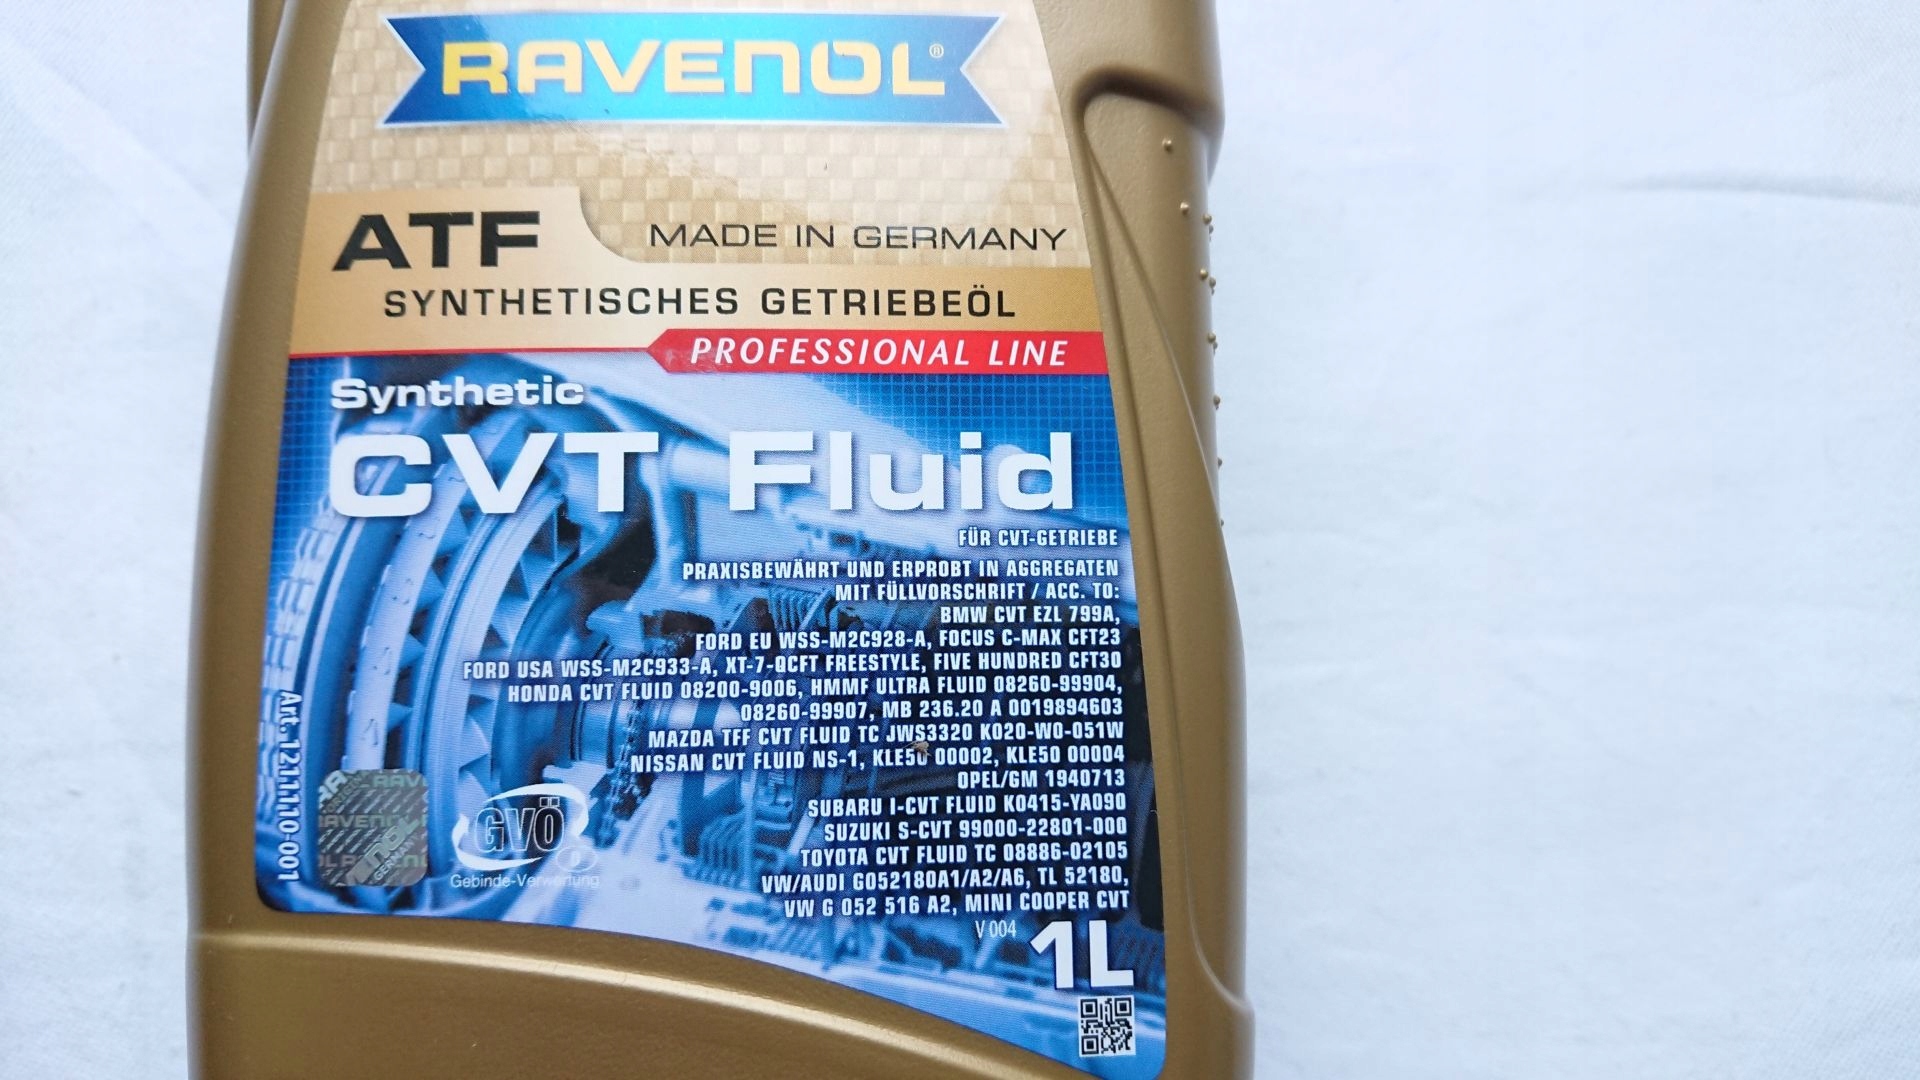 RAVENOL®
ATF
MADE IN GERMANY
SYNTHETISCHES GETRIEBEÖL
PROFESSIONAL LINE
Synthetic
CVT Fluid
FÜR CVT-GETRIEBE
PRAXISBEWÄHRT UND ERPROBT IN AGGREGATEN
MIT FÜLLVORSCHRIFT / ACC. TO:
BMW CVT EZL 799A,
FORD EU WSS-M2C928-A, FOCUS C-MAX CFT23
FORD USA WSS-M2C933-A, XT-7-QCFT FREESTYLE, FIVE HUNDRED CFT30
HONDA CVT FLUID 08200-9006, HMMF ULTRA FLUID 08260-99904,
08260-99907, MB 236.20 A 0019894603
MAZDA TFF CVT FLUID TC JWS3320 K020-W0-051W
NISSAN CVT FLUID NS-1, KLE50 00002, KLE50 00004
OPEL/GM 1940713
SUBARU I-CVT FLUID K0415-YA090
SUZUKI S-CVT 99000-22801-000
TOYOTA CVT FLUID TC 08886-02105
VW/AUDI G052180A1/A2/A6, TL 52180,
VW G 052 516 A2, MINI COOPER CVT
V 004
1L
Art. 1211110-001
GVÖ
Gebinde-Verwertung